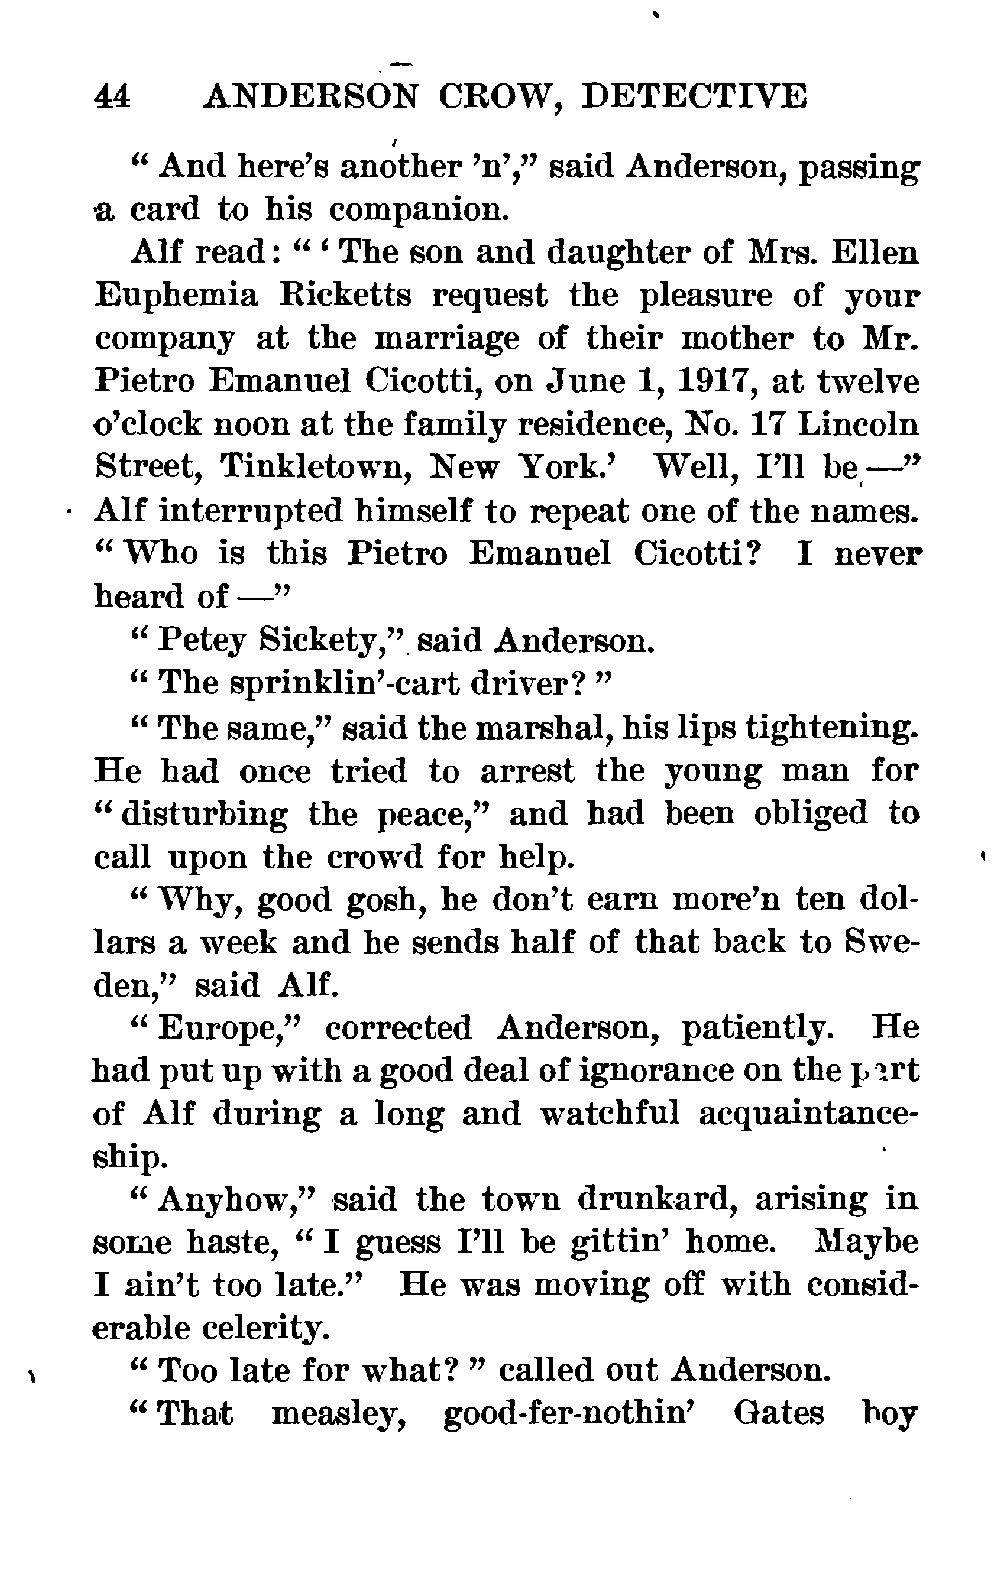 44 ANDERSON CROW, DETECTIVE
“ And here’s another ’n’,” said Anderson, passing
a card to his companion.
Alf read: “ ‘ The son and daughter of Mrs. Ellen
Euphemia Ricketts request the pleasure of your
company at the marriage of their mother to Mr.
Pietro Emanuel Cicotti, on June 1, 1917, at twelve
o’clock noon at the family residence, No. 17 Lincoln
Street, Tinkletown, New York.’ Well, I’ll be —”
Alf interrupted himself to repeat one of the names.
“ Who is this Pietro Emanuel Cicotti? I never
heard of —”
“ Petey Sickety,” said Anderson.
“ The sprinklin’-cart driver? ”
“ The same,” said the marshal, his lips tightening.
He had once tried to arrest the young man for
“ disturbing the peace,” and had been obliged to
call upon the crowd for help.
“ Why, good gosh, he don’t earn more’n ten dol-
lars a week and he sends half of that back to Swe-
den,” said Alf.
“ Europe,” corrected Anderson, patiently. He
had put up with a good deal of ignorance on the part
of Alf during a long and watchful acquaintance-
ship.
“ Anyhow,” said the town drunkard, arising in
some haste, “ I guess I’ll be gittin’ home. Maybe
I ain’t too late.” He was moving off with consid-
erable celerity.
“ Too late for what? ” called out Anderson.
“ That measley, good-fer-nothin’ Gates boy